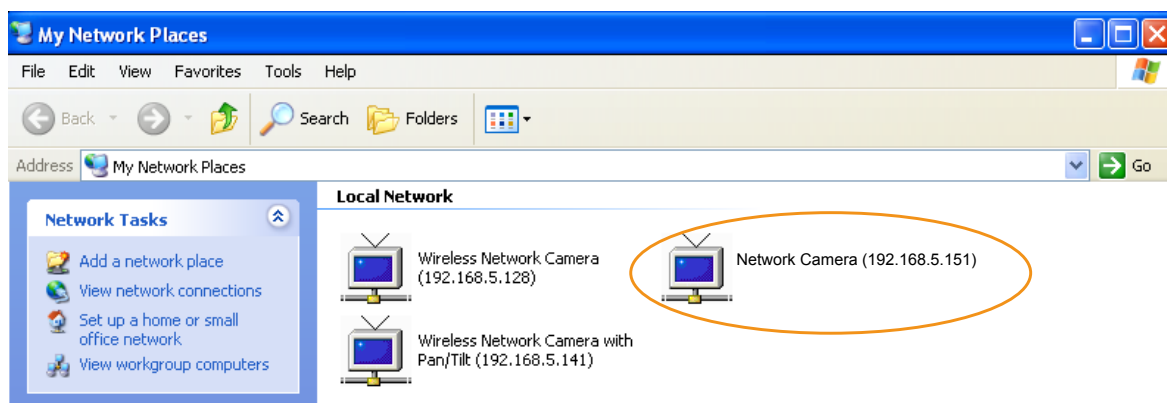 My Network Places
File Edit View Favorites Tools Help
Back Search Folders
Address My Network Places Go
Network Tasks
Add a network place
View network connections
Set up a home or small
office network
View workgroup computers
Local Network
Wireless Network Camera
(192.168.5.128)
Network Camera (192.168.5.151)
Wireless Network Camera with
Pan/Tilt (192.168.5.141)